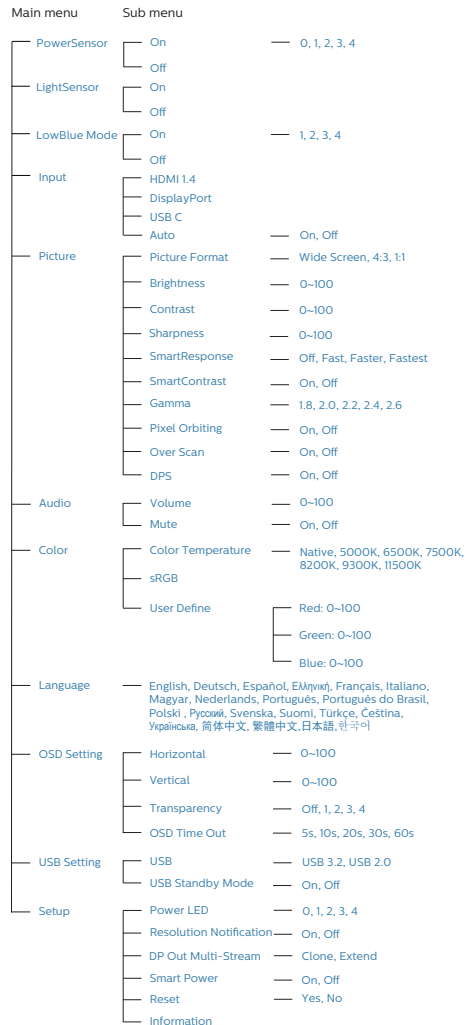 Main menu Sub menu
PowerSensor On 0, 1, 2, 3, 4
Off
LightSensor On
Off
LowBlue Mode On 1, 2, 3, 4
Off
Input HDMI 1.4
DisplayPort
USB C
Auto On, Off
Picture Picture Format Wide Screen, 4:3, 1:1
Brightness 0~100
Contrast 0~100
Sharpness 0~100
SmartResponse Off, Fast, Faster, Fastest
SmartContrast On, Off
Gamma 1.8, 2.0, 2.2, 2.4, 2.6
Pixel Orbiting On, Off
Over Scan On, Off
DPS On, Off
Audio Volume 0~100
Mute On, Off
Color Color Temperature Native, 5000K, 6500K, 7500K,
8200K, 9300K, 11500K
sRGB
User Define Red: 0~100
Green: 0~100
Blue: 0~100
Language English, Deutsch, Español, Ελληνική, Français, Italiano,
Magyar, Nederlands, Português, Português do Brasil,
Polski , Русский, Svenska, Suomi, Türkçe, Čeština,
Українська, 简体中文, 繁體中文,日本語,한국어
OSD Setting Horizontal 0~100
Vertical 0~100
Transparency Off, 1, 2, 3, 4
OSD Time Out 5s, 10s, 20s, 30s, 60s
USB Setting USB USB 3.2, USB 2.0
USB Standby Mode On, Off
Setup Power LED 0, 1, 2, 3, 4
Resolution Notification On, Off
DP Out Multi-Stream Clone, Extend
Smart Power On, Off
Reset Yes, No
Information